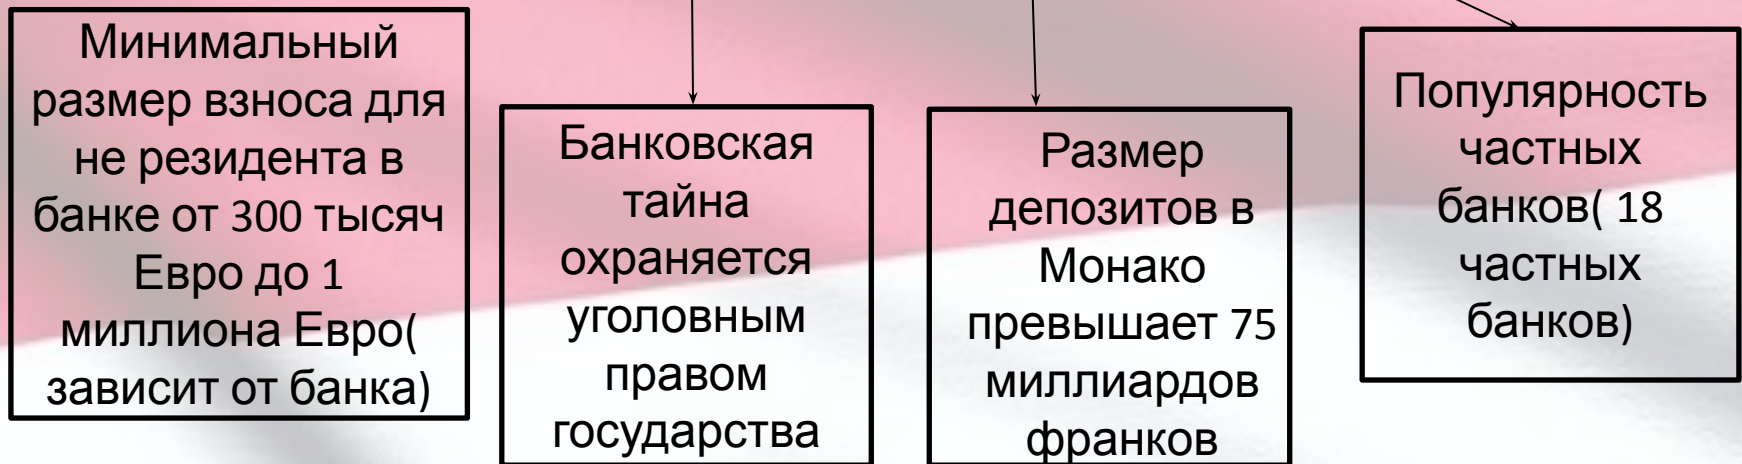 Минимальный
размер взноса для
не резидента в
банке от 300 тысяч
Евро до 1
миллиона Евро(
зависит от банка)
Банковская
тайна
охраняется
уголовным
правом
государства
Размер
депозитов в
Монако
превышает 75
миллиардов
франков
Популярность
частных
банков( 18
частных
банков)